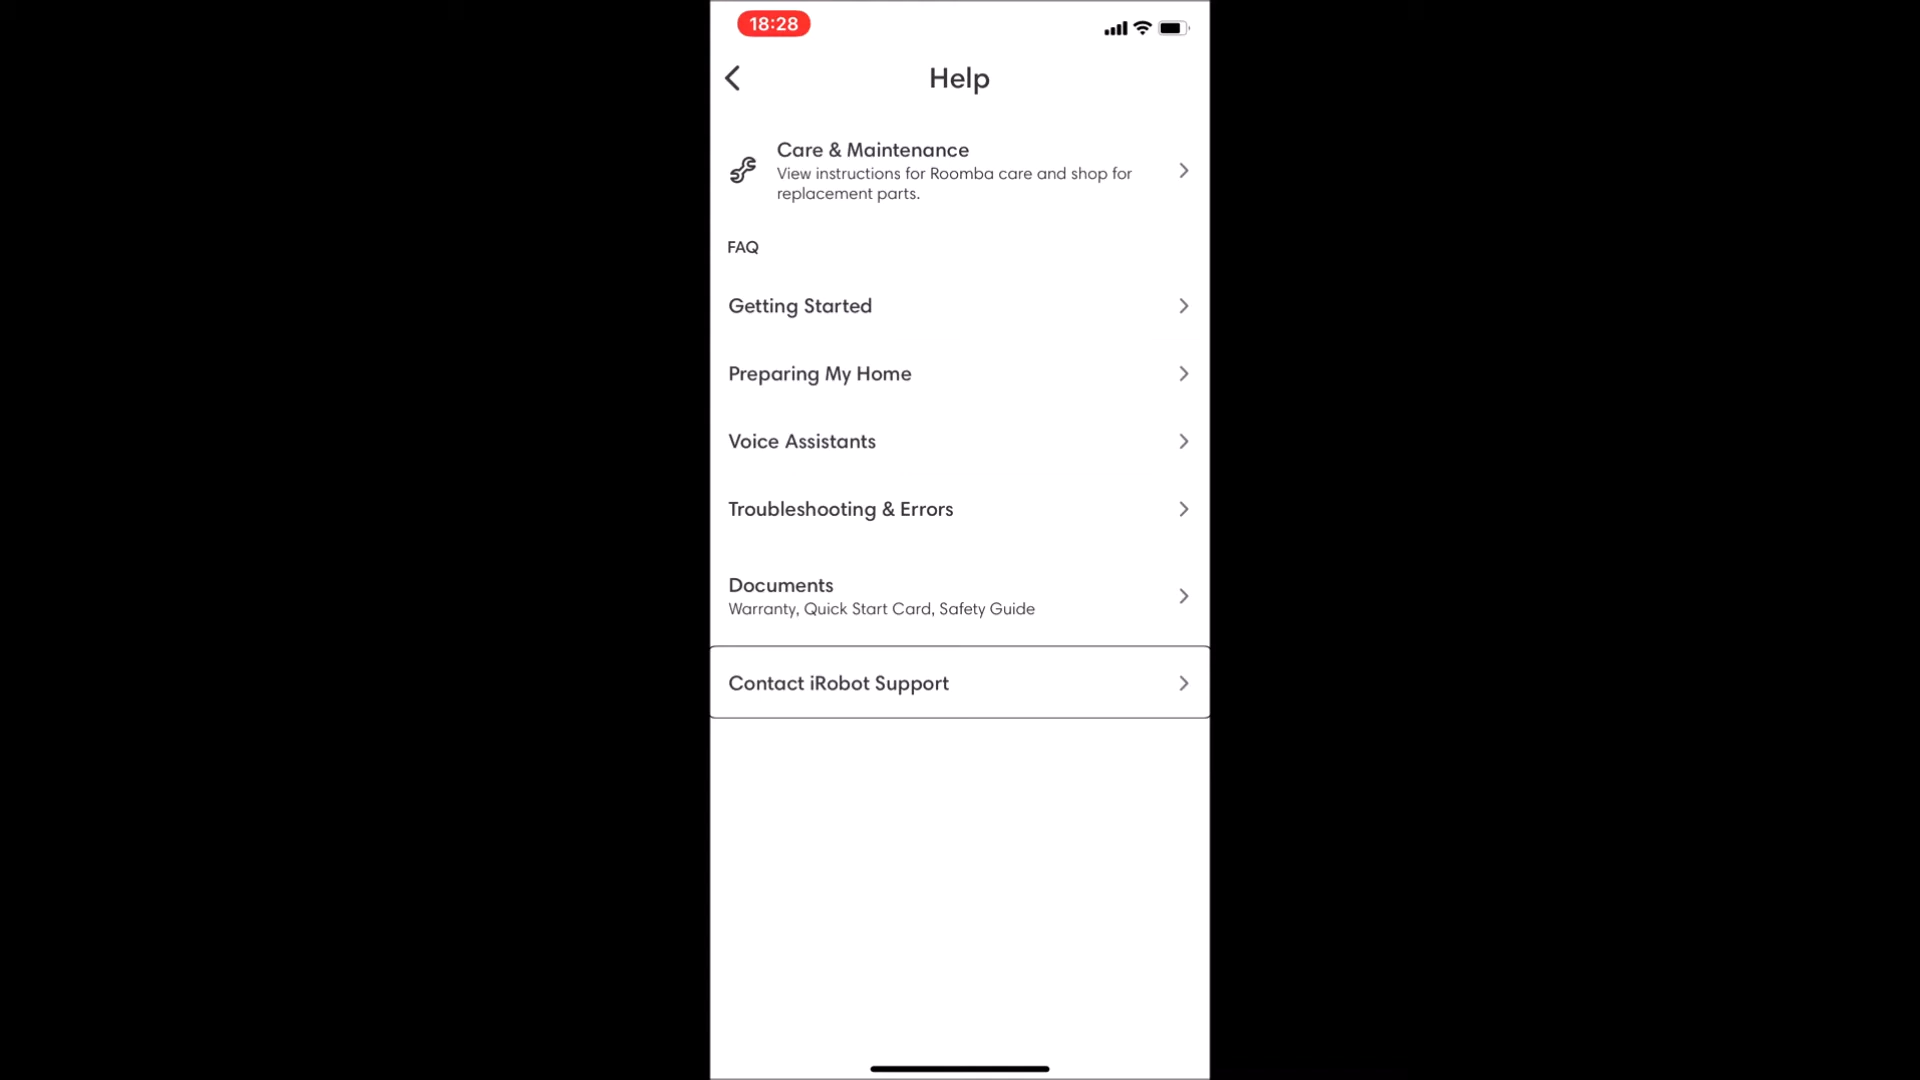 18:28
Help
Care & Maintenance
View instructions for Roomba care and shop for
replacement parts.
FAQ
Getting Started
Preparing My Home
Voice Assistants
Troubleshooting & Errors
Documents
Warranty, Quick Start Card, Safety Guide
Contact iRobot Support